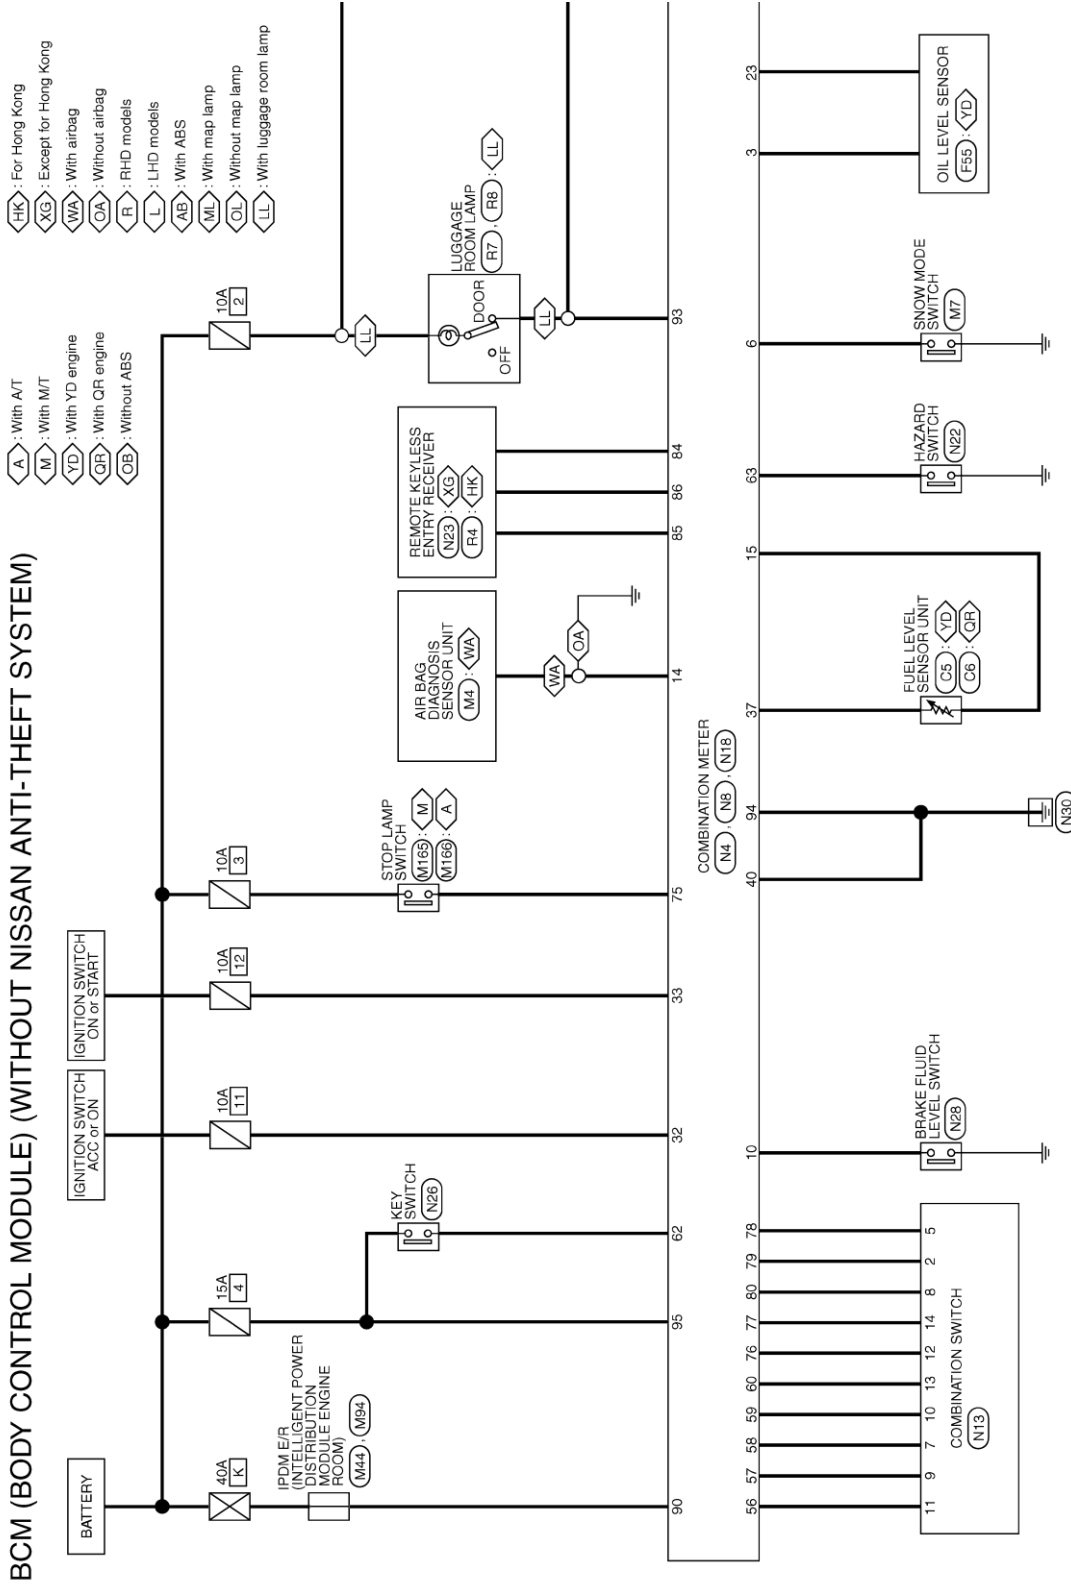 BCM (BODY CONTROL MODULE) (WITHOUT NISSAN ANTI-THEFT SYSTEM)
A : With A/T
M : With M/T
YD : With YD engine
QR : With QR engine
OB : Without ABS
HK : For Hong Kong
XG : Except for Hong Kong
WA : With airbag
OA : Without airbag
R : RHD models
L : LHD models
AB : With ABS
ML : With map lamp
OL : Without map lamp
LL : With luggage room lamp
BATTERY
IGNITION SWITCH
ACC or ON
IGNITION SWITCH
ON or START
40A
K
15A
4
10A
11
10A
12
10A
3
10A
2
IPDM E/R
(INTELLIGENT POWER
DISTRIBUTION
MODULE ENGINE
ROOM)
M44 , M94
KEY
SWITCH
N26
STOP LAMP
SWITCH
M165 : M
M166 : A
AIR BAG
DIAGNOSIS
SENSOR UNIT
M4 : WA
WA
OA
REMOTE KEYLESS
ENTRY RECEIVER
N23 : XG
R4 : HK
LL
LUGGAGE
ROOM LAMP
R7 , R8 : LL
DOOR
OFF
LL
90 95 62 32 33 75 14 85 86 84 93
COMBINATION METER
N4 , N8 , N18
56 57 58 59 60 76 77 80 79 78 10 40 94 37 15 63 6 3 23
11 9 7 10 13 12 14 8 2 5
COMBINATION SWITCH
N13
BRAKE FLUID
LEVEL SWITCH
N28
N30
FUEL LEVEL
SENSOR UNIT
C5 : YD
C6 : QR
HAZARD
SWITCH
N22
SNOW MODE
SWITCH
M7
OIL LEVEL SENSOR
F55 : YD